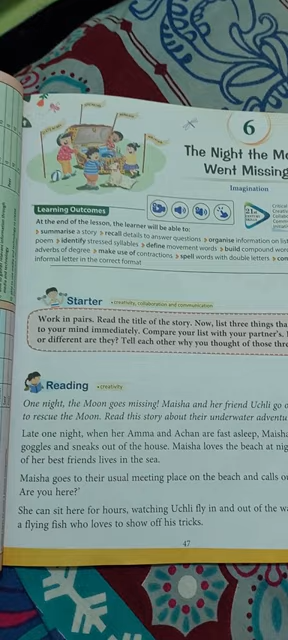 6
The Night the Mo
Went Missing
Imagination
Learning Outcomes
At the end of the lesson, the learner will be able to:
summarise a story recall details to answer questions organise information on
poem identify stressed syllables define movement words build compound
adverbs of degree make use of contractions spell words with double letters
informal letter in the correct format
Starter
creativity, collaboration and communication
Work in pairs. Read the title of the story. Now, list three things tha
to your mind immediately. Compare your list with your partner's.
or different are they? Tell each other why you thought of those thre
Reading
creativity
One night, the Moon goes missing! Maisha and her friend Uchli go o
to rescue the Moon. Read this story about their underwater adventu
Late one night, when her Amma and Achan are fast asleep, Maisha
goggles and sneaks out of the house. Maisha loves the beach at nig
of her best friends lives in the sea.
Maisha goes to their usual meeting place on the beach and calls ou
Are you here?'
She can sit here for hours, watching Uchli fly in and out of the wa
a flying fish who loves to show off his tricks.
47